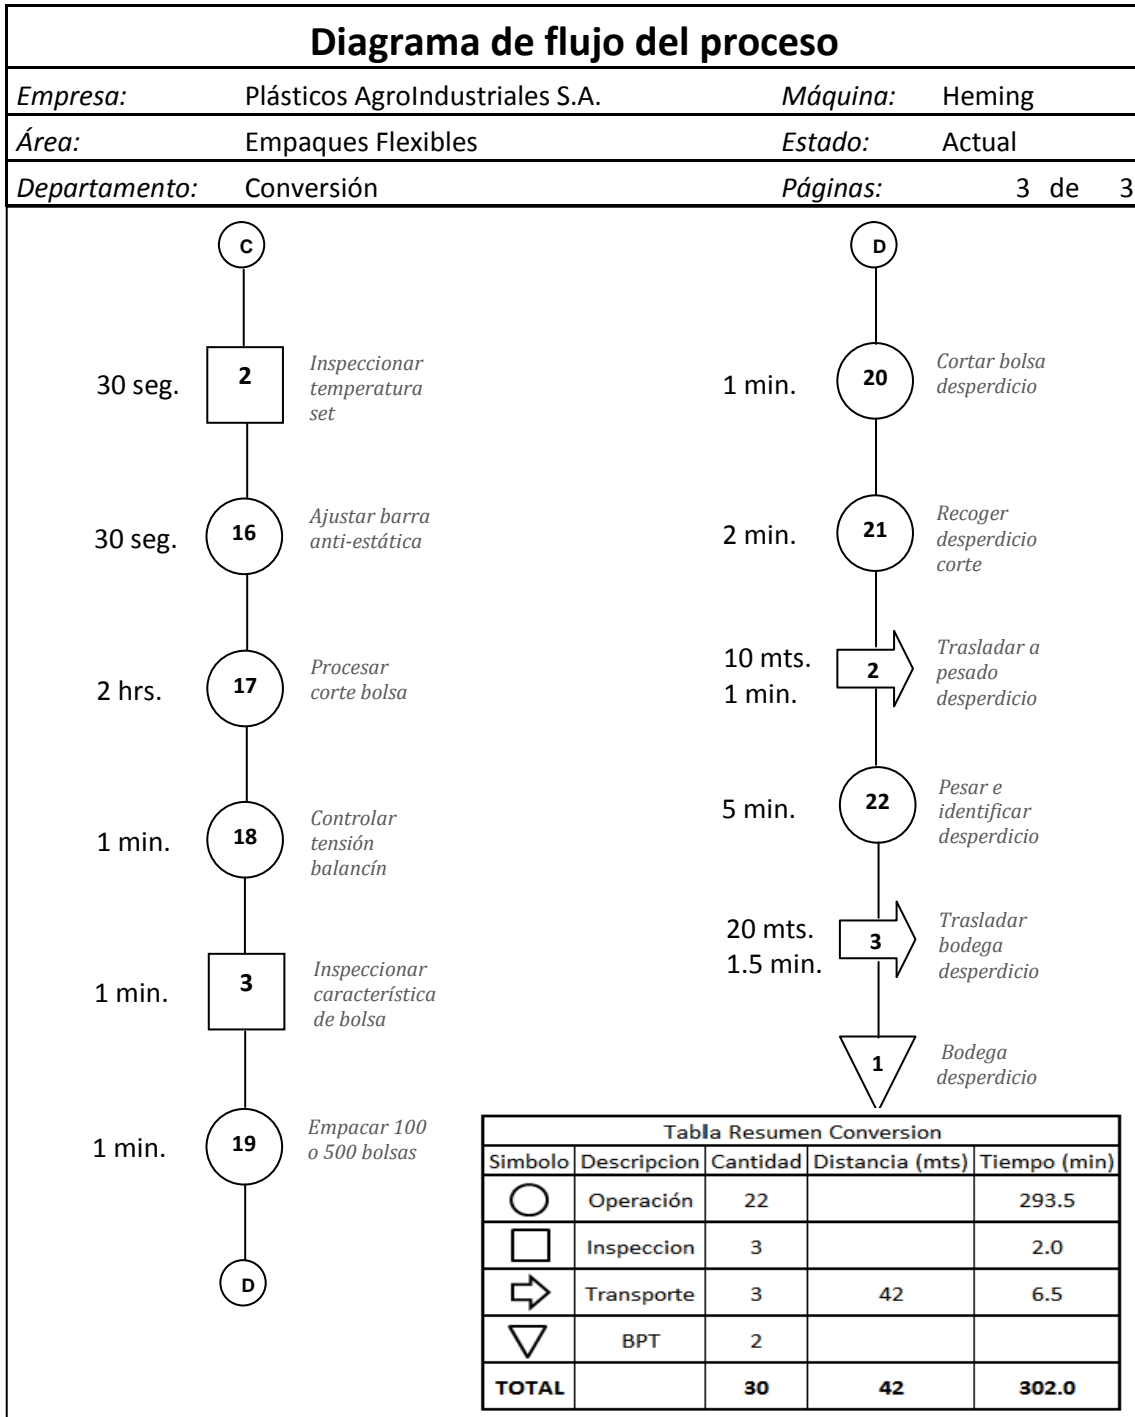 Diagrama de flujo del proceso
Empresa: Plásticos AgroIndustriales S.A. Máquina: Heming
Área: Empaques Flexibles Estado: Actual
Departamento: Conversión Páginas: 3 de 3
C
30 seg.
2
Inspeccionar
temperatura
set
30 seg.
16
Ajustar barra
anti-estática
2 hrs.
17
Procesar
corte bolsa
1 min.
18
Controlar
tensión
balancín
1 min.
3
Inspeccionar
característica
de bolsa
1 min.
19
Empacar 100
o 500 bolsas
D
D
1 min.
20
Cortar bolsa
desperdicio
2 min.
21
Recoger
desperdicio
corte
10 mts.
1 min.
2
Trasladar a
pesado
desperdicio
5 min.
22
Pesar e
identificar
desperdicio
20 mts.
1.5 min.
3
Trasladar
bodega
desperdicio
1
Bodega
desperdicio
Tabla Resumen Conversion
Simbolo Descripcion Cantidad Distancia (mts) Tiempo (min)
Operación 22 293.5
Inspeccion 3 2.0
Transporte 3 42 6.5
BPT 2
TOTAL 30 42 302.0